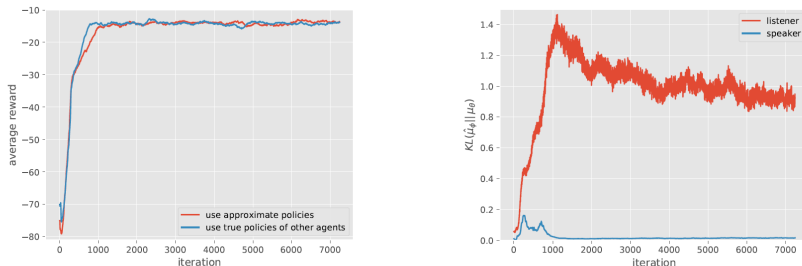 −10
−20
−30
−40
−50
−60
−70
−80
average reward
0 1000 2000 3000 4000 5000 6000 7000
iteration
use approximate policies
use true policies of other agents
1.4
1.2
1.0
0.8
0.6
0.4
0.2
0.0
KL(μ̂ϕ||μθ)
0 1000 2000 3000 4000 5000 6000 7000
iteration
listener
speaker